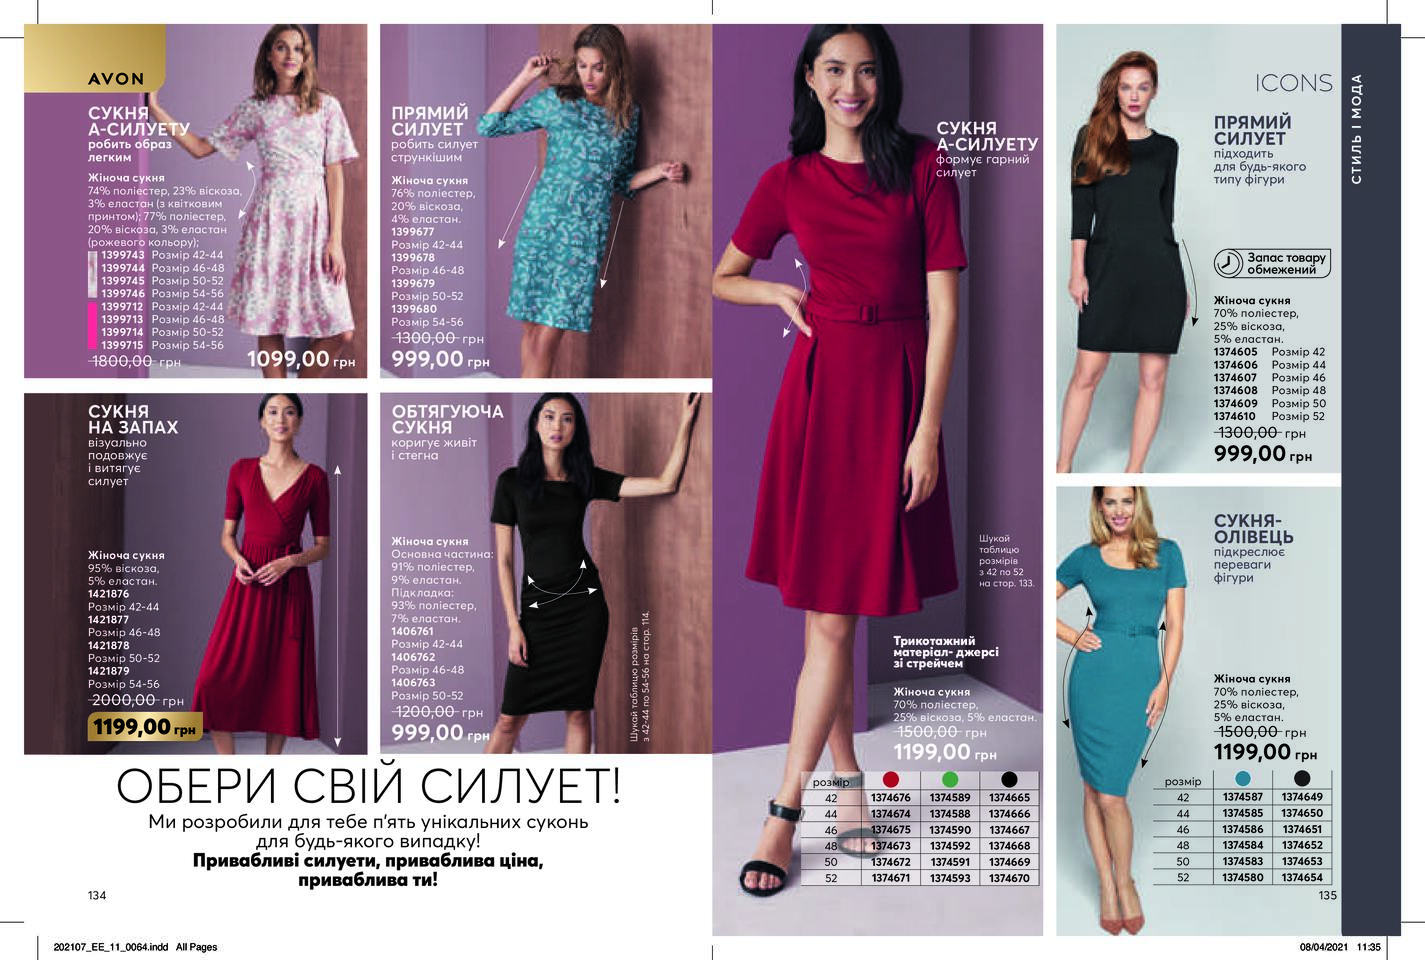 AVON
СУКНЯ
А-СИЛУЕТУ
робить образ
легким
Жіноча сукня
74% поліестер, 23% віскоза,
3% еластан (з квітковим
принтом); 77% поліестер,
20% віскоза, 3% еластан
(рожевого кольору);
1399743 Розмір 42-44
1399744 Розмір 46-48
1399745 Розмір 50-52
1399746 Розмір 54-56
1399712 Розмір 42-44
1399713 Розмір 46-48
1399714 Розмір 50-52
1399715 Розмір 54-56
1800,00 грн 1099,00 грн
ПРЯМИЙ
СИЛУЕТ
робить силует
стрункішим
Жіноча сукня
76% поліестер,
20% віскоза,
4% еластан.
1399677
Розмір 42-44
1399678
Розмір 46-48
1399679
Розмір 50-52
1399680
Розмір 54-56
1300,00 грн
999,00 грн
СУКНЯ
НА ЗАПАХ
візуально
подовжує
і витягує
силует
Жіноча сукня
95% віскоза,
5% еластан.
1421876
Розмір 42-44
1421877
Розмір 46-48
1421878
Розмір 50-52
1421879
Розмір 54-56
2000,00 грн
1199,00 грн
ОБТЯГУЮЧА
СУКНЯ
коригує живіт
і стегна
Жіноча сукня
Основна частина:
91% поліестер,
9% еластан.
Підкладка:
93% поліестер,
7% еластан.
1406761
Розмір 42-44
1406762
Розмір 46-48
1406763
Розмір 50-52
1200,00 грн
999,00 грн
Шукай таблицю розмірів
з 42-44 по 54-56 на стор. 114.
ОБЕРИ СВІЙ СИЛУЕТ!
Ми розробили для тебе п'ять унікальних суконь
для будь-якого випадку!
Привабливі силуети, приваблива ціна,
приваблива ти!
134
СУКНЯ
А-СИЛУЕТУ
формує гарний
силует
Шукай
таблицю
розмірів
з 42 по 52
на стор. 133.
Трикотажний
матеріал- джерсі
зі стрейчем
Жіноча сукня
70% поліестер,
25% віскоза, 5% еластан.
1500,00 грн
1199,00 грн
розмір
42 1374676 1374589 1374665
44 1374674 1374588 1374666
46 1374675 1374590 1374667
48 1374673 1374592 1374668
50 1374672 1374591 1374669
52 1374671 1374593 1374670
ICONS
СТИЛЬ І МОДА
ПРЯМИЙ
СИЛУЕТ
підходить
для будь-якого
типу фігури
Запас товару
обмежений
Жіноча сукня
70% поліестер,
25% віскоза,
5% еластан.
1374605 Розмір 42
1374606 Розмір 44
1374607 Розмір 46
1374608 Розмір 48
1374609 Розмір 50
1374610 Розмір 52
1300,00 грн
999,00 грн
СУКНЯ-
ОЛІВЕЦЬ
підкреслює
переваги
фігури
Жіноча сукня
70% поліестер,
25% віскоза,
5% еластан.
1500,00 грн
1199,00 грн
розмір
42 1374587 1374649
44 1374585 1374650
46 1374586 1374651
48 1374584 1374652
50 1374583 1374653
52 1374580 1374654
135
202107_EE_11_0064.indd All Pages
08/04/2021 11:35